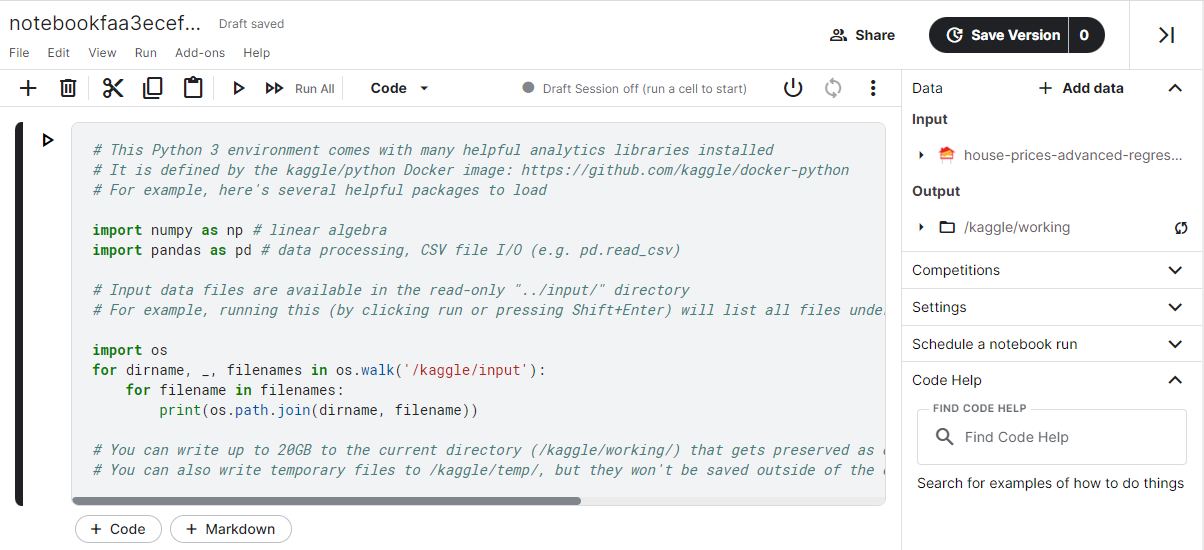 notebookfaa3ecef... Draft saved
File Edit View Run Add-ons Help
Share
Save Version 0
Run All
Code
Draft Session off (run a cell to start)
# This Python 3 environment comes with many helpful analytics libraries installed
# It is defined by the kaggle/python Docker image: https://github.com/kaggle/docker-python
# For example, here's several helpful packages to load
import numpy as np # linear algebra
import pandas as pd # data processing, CSV file I/O (e.g. pd.read_csv)
# Input data files are available in the read-only "../input/" directory
# For example, running this (by clicking run or pressing Shift+Enter) will list all files unde
import os
for dirname, _, filenames in os.walk('/kaggle/input'):
    for filename in filenames:
        print(os.path.join(dirname, filename))
# You can write up to 20GB to the current directory (/kaggle/working/) that gets preserved as
# You can also write temporary files to /kaggle/temp/, but they won't be saved outside of the
+ Code + Markdown
Data + Add data
Input
house-prices-advanced-regres...
Output
/kaggle/working
Competitions
Settings
Schedule a notebook run
Code Help
FIND CODE HELP
Find Code Help
Search for examples of how to do things